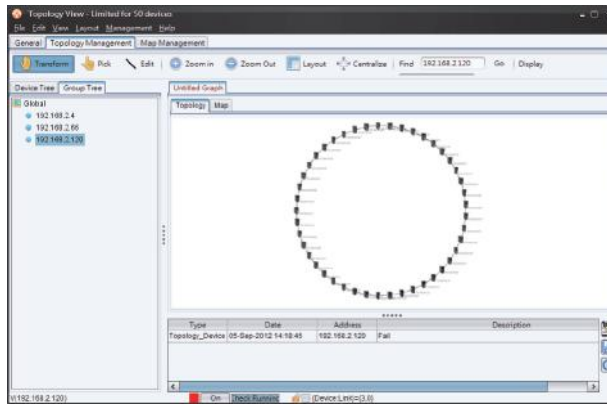 Topology View - Limited for 50 devices
File Edit View Layout Management Help
General Topology Management Map Management
Transform Pick Edit Zoom in Zoom Out Layout Centralize Find 192.168.2.120 Go Display
Device Tree Group Tree
Untitled Graph
Global
192.168.2.4
192.168.2.66
192.168.2.120
Topology Map
Type Date Address Description
Topology_Device 05-Sep-2012 14:18:45 192.168.2.120 Fail
V(192.168.2.120) On Check Running (Device:Link)=(3,0)